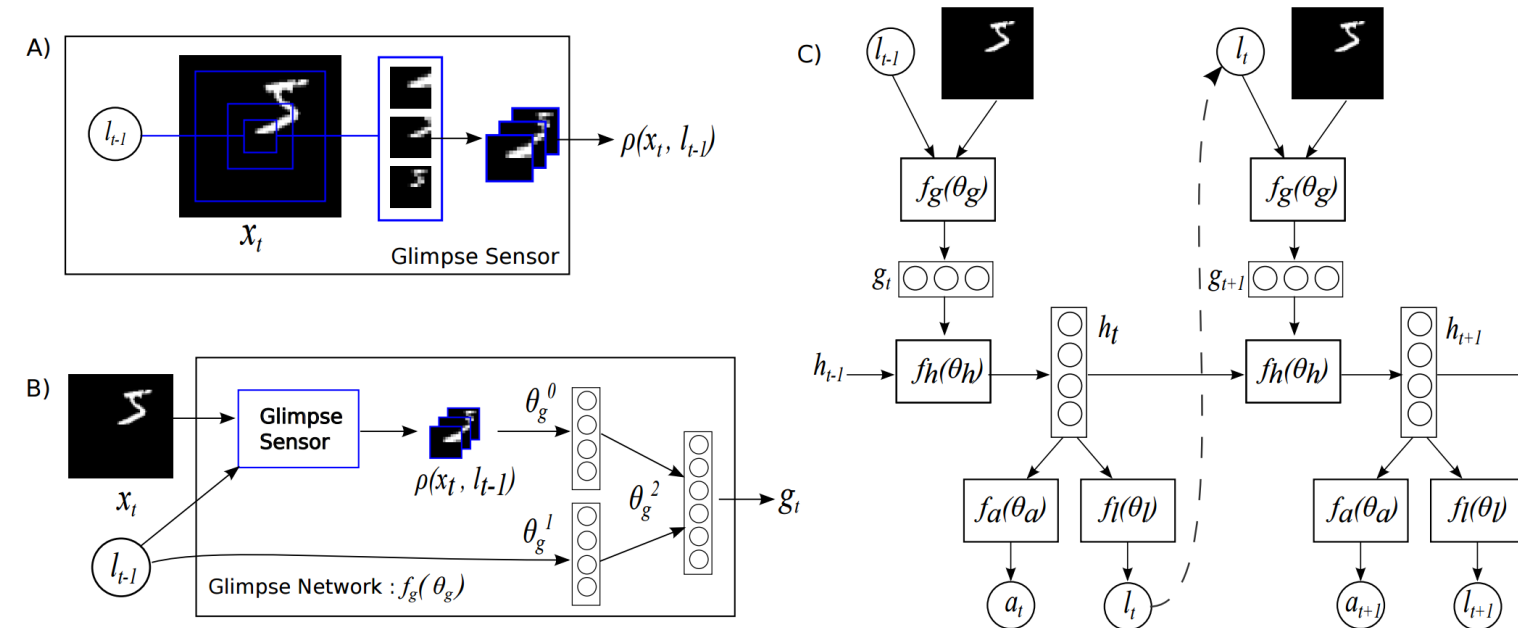 A)
l_{t-1}
x_t
ρ(x_t, l_{t-1})
Glimpse Sensor
B)
x_t
l_{t-1}
Glimpse
Sensor
ρ(x_t, l_{t-1})
θ_g^0
θ_g^1
θ_g^2
g_t
Glimpse Network : f_g( θ_g)
C)
l_{t-1}
l_t
f_g(θ_g)
f_g(θ_g)
g_t
g_{t+1}
h_{t-1}
f_h(θ_h)
h_t
f_h(θ_h)
h_{t+1}
f_a(θ_a)
f_l(θ_l)
f_a(θ_a)
f_l(θ_l)
a_t
l_t
a_{t+1}
l_{t+1}